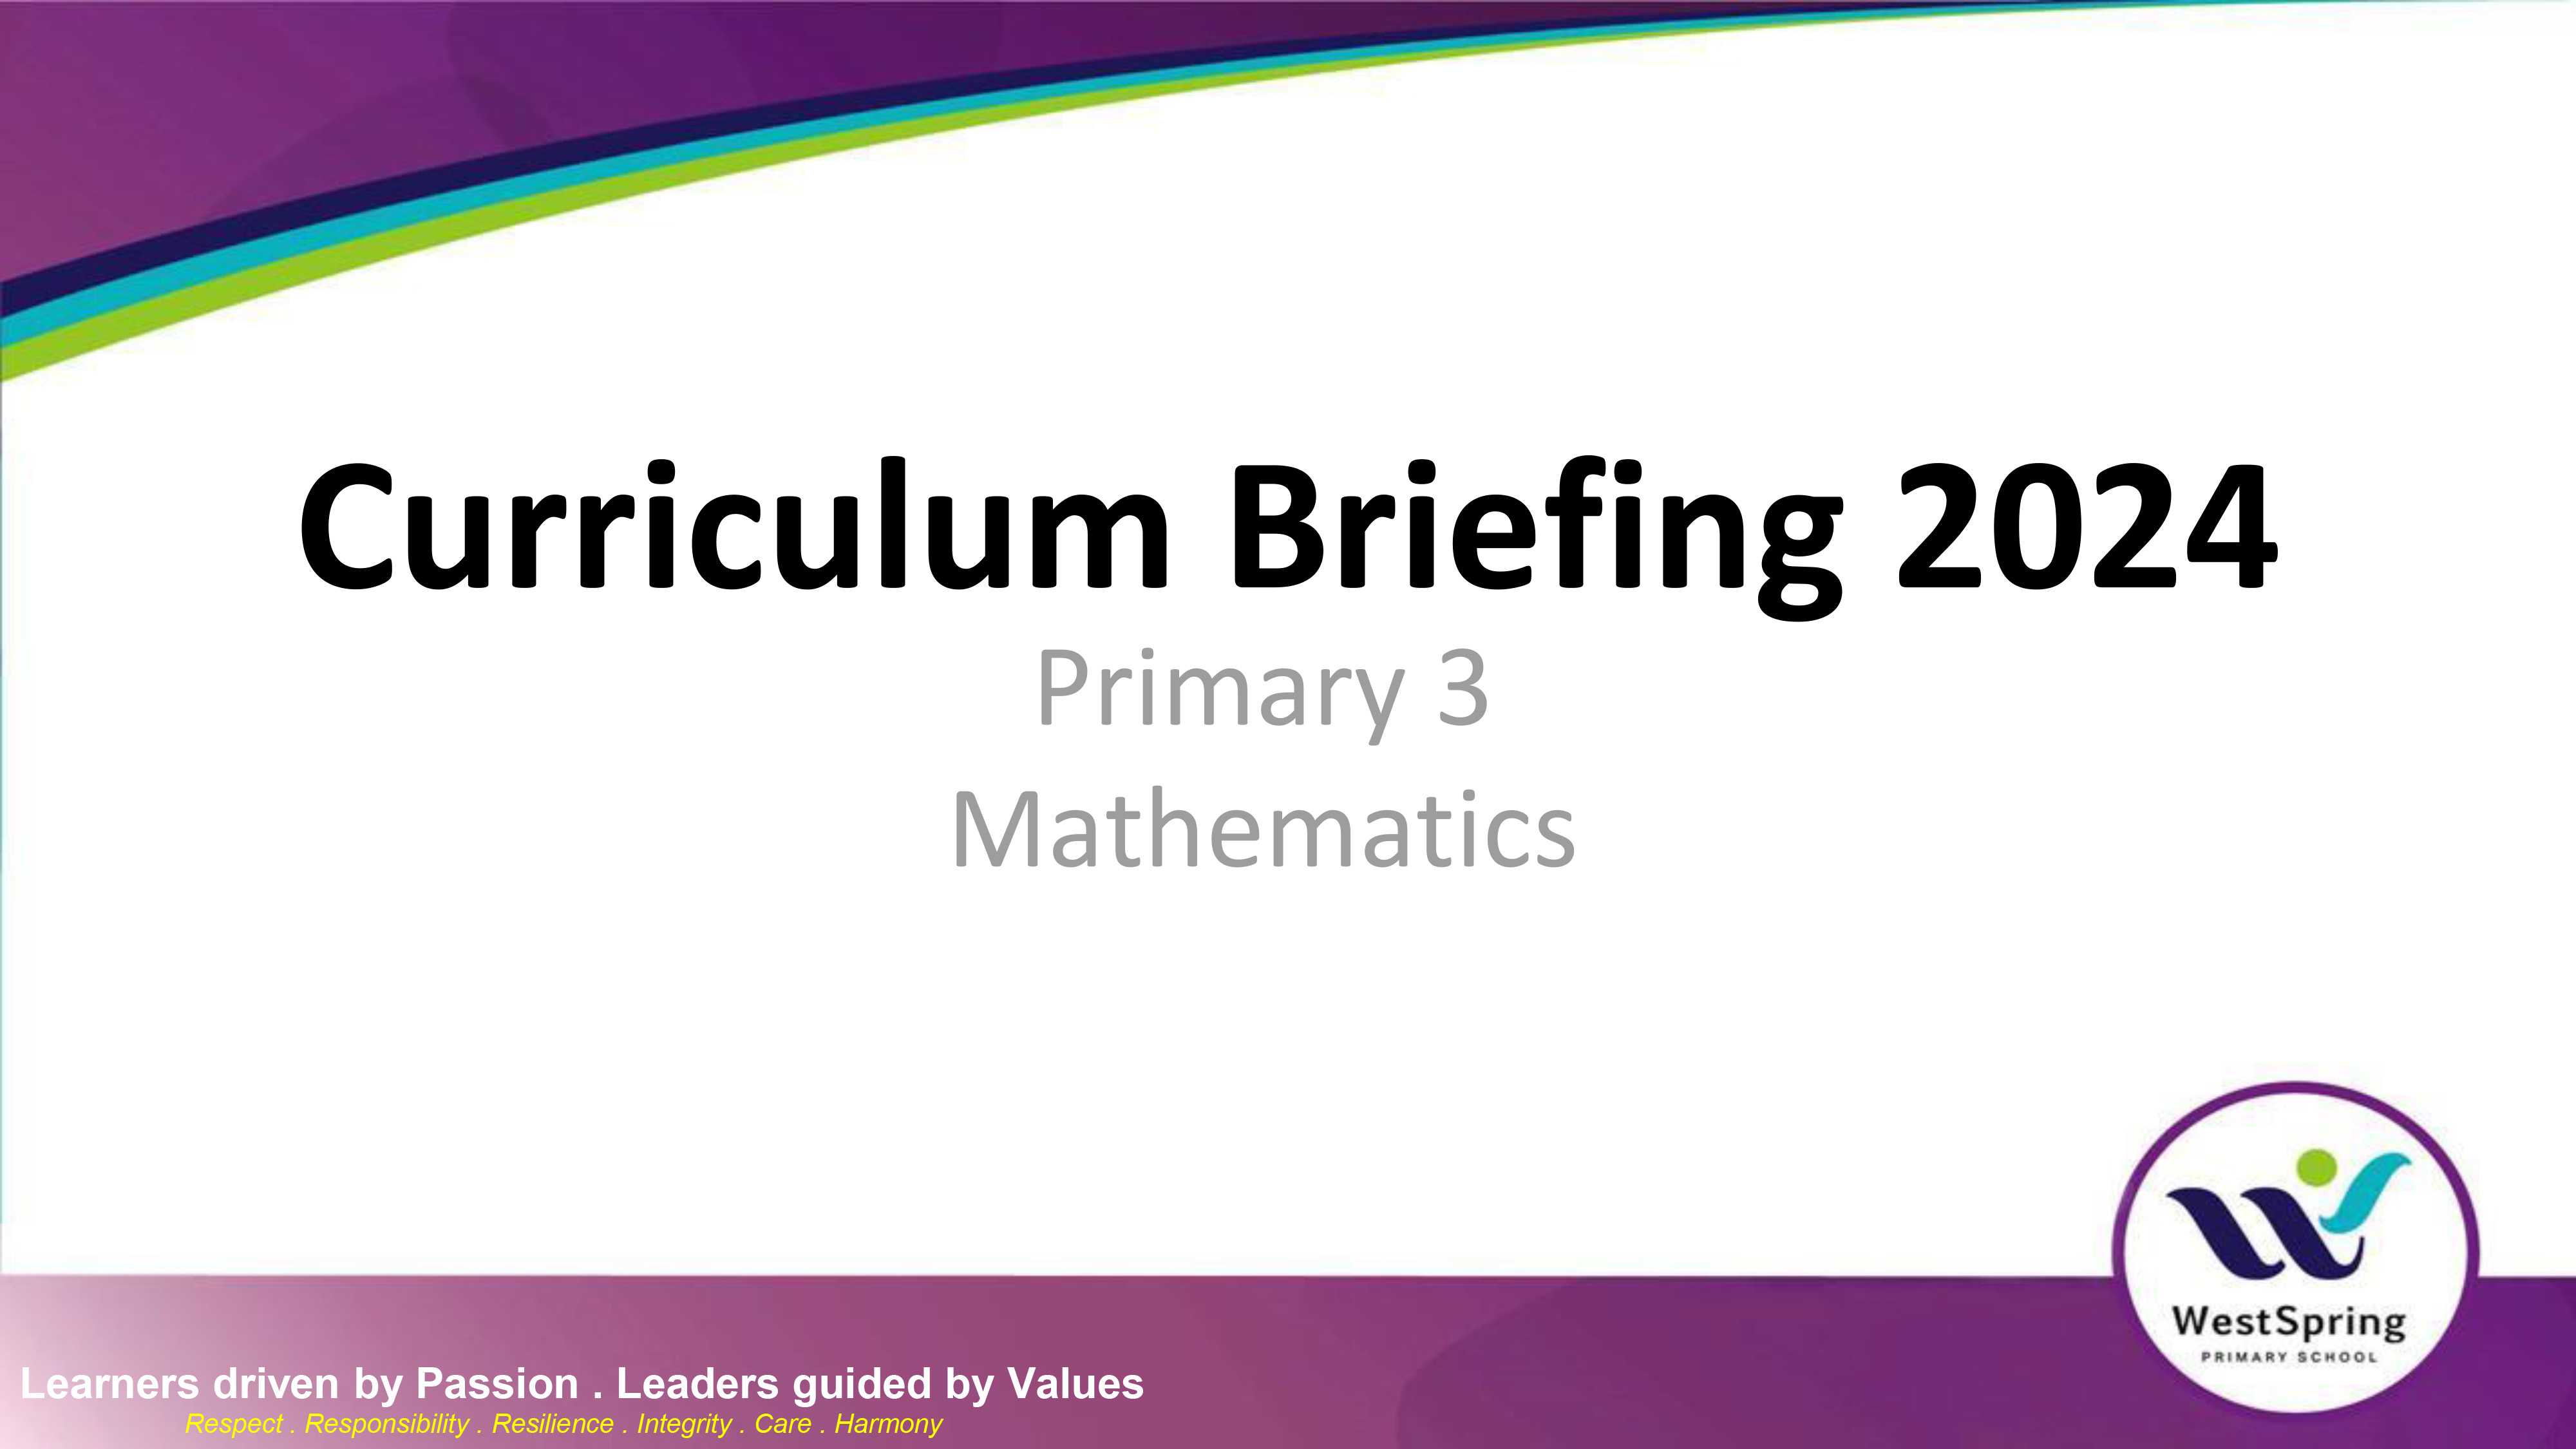 Curriculum Briefing 2024
Primary 3
Mathematics
WestSpring
PRIMARY SCHOOL
Learners driven by Passion . Leaders guided by Values
Respect . Responsibility . Resilience . Integrity . Care . Harmony